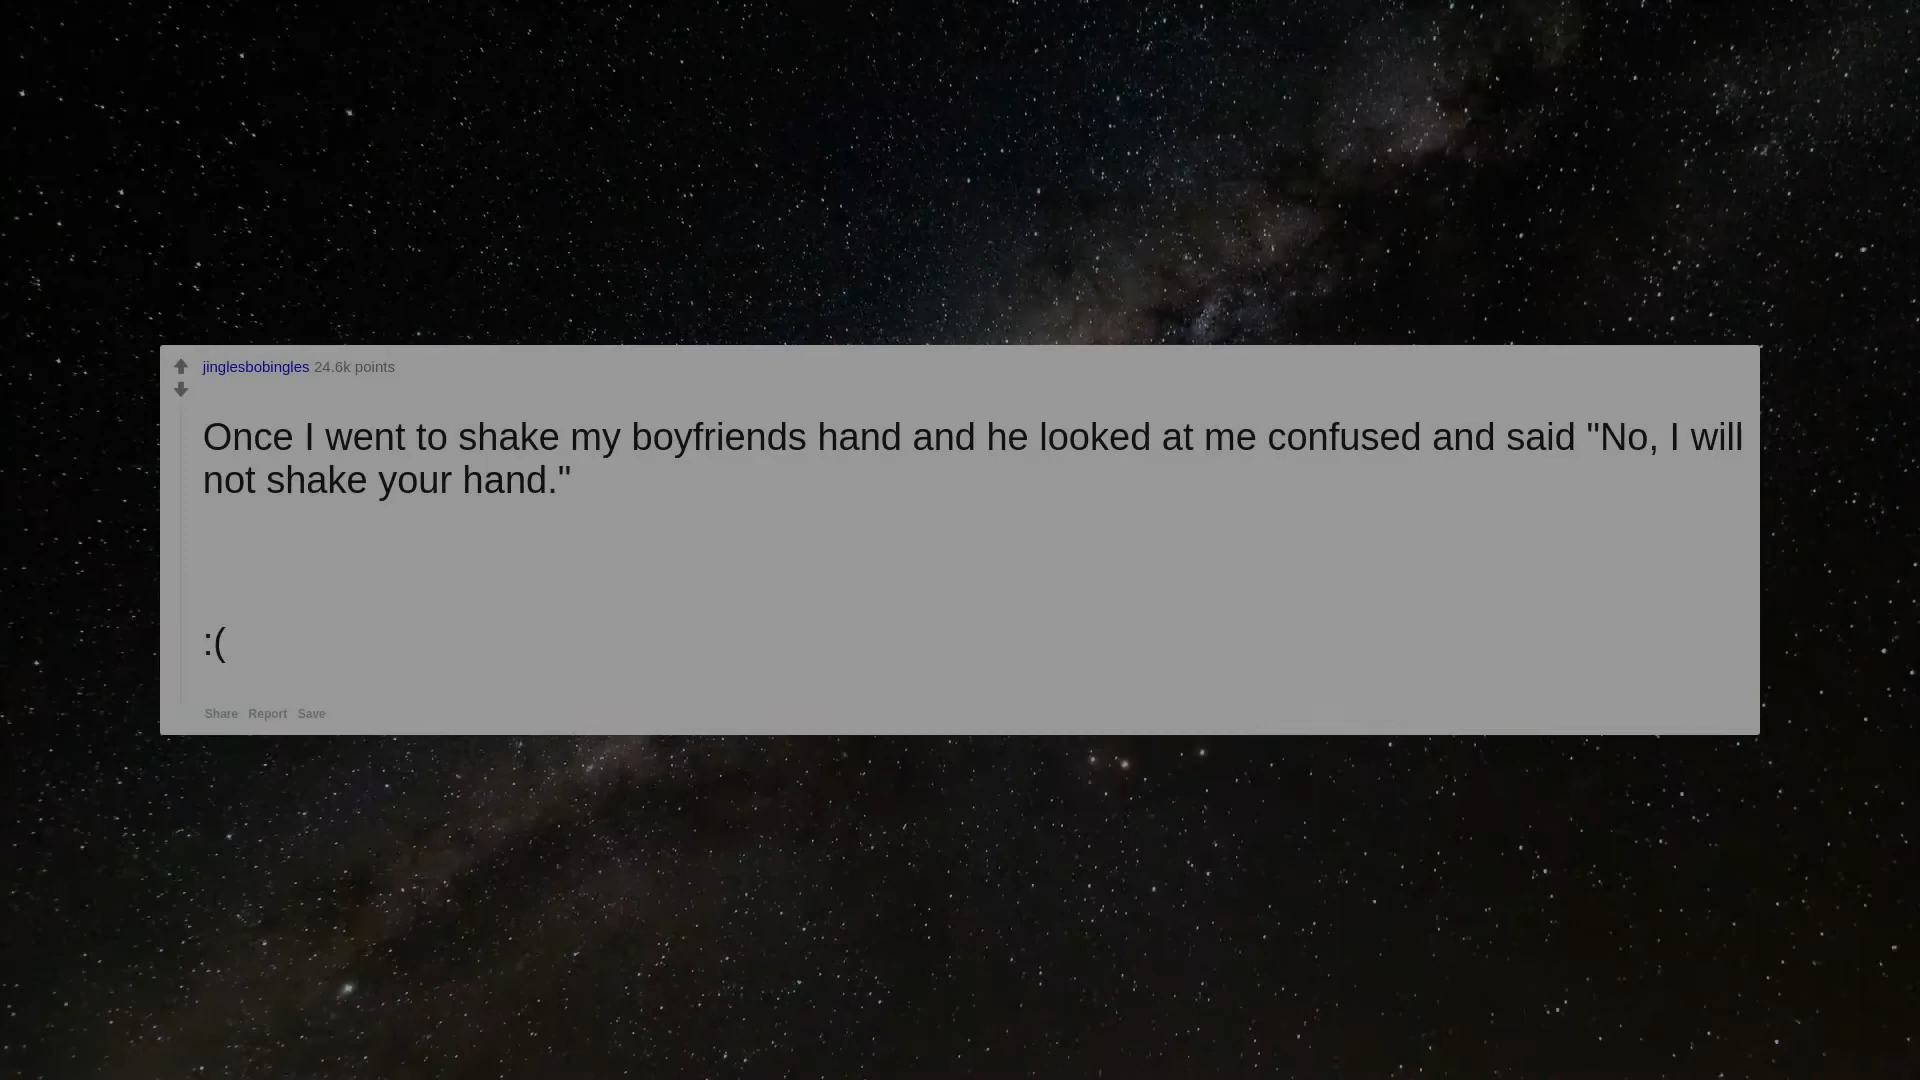 jinglesbobingles 24.6k points
Once I went to shake my boyfriends hand and he looked at me confused and said "No, I will
not shake your hand."
:(
Share Report Save